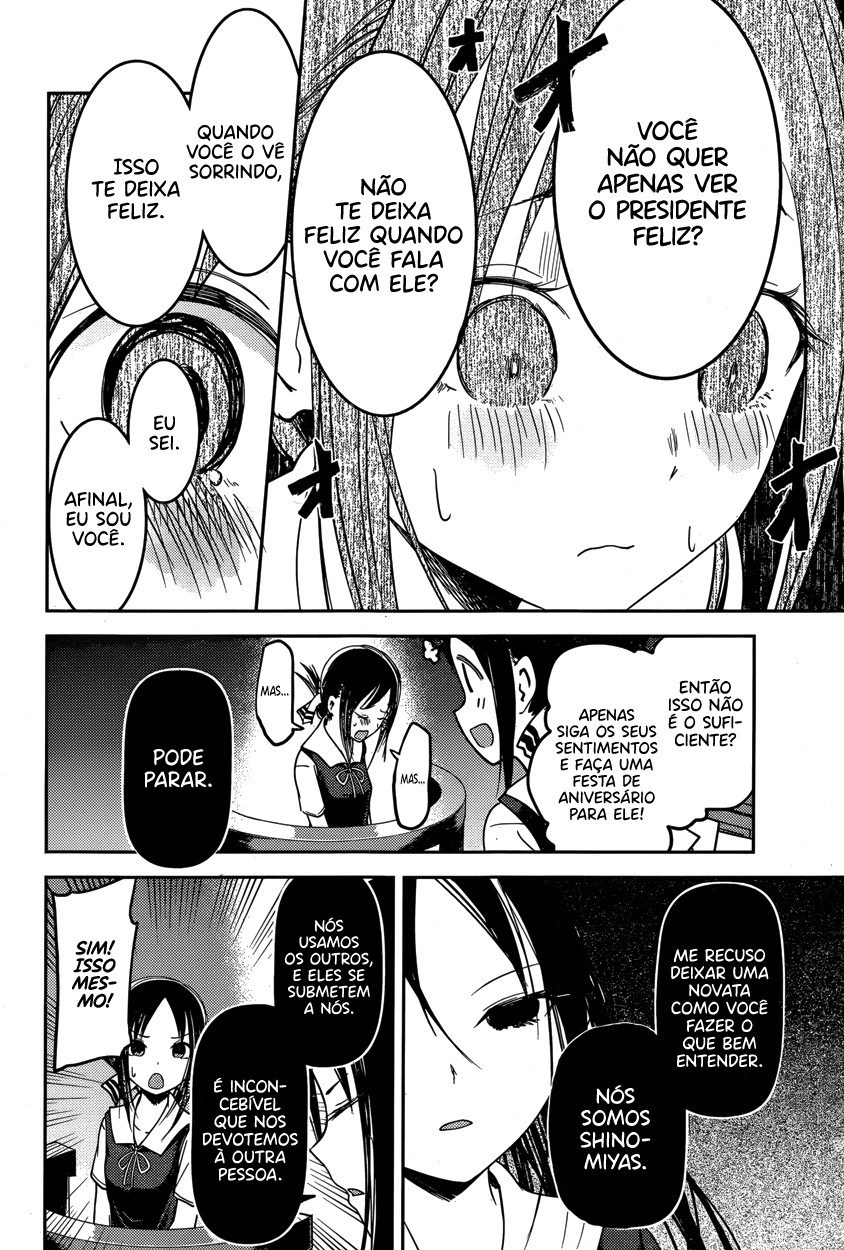 VOCÊ
NÃO QUER
APENAS VER
O PRESIDENTE
FELIZ?
NÃO
TE DEIXA
FELIZ QUANDO
VOCÊ FALA
COM ELE?
QUANDO
VOCÊ O VÊ
SORRINDO,
ISSO
TE DEIXA
FELIZ.
EU
SEI.
AFINAL,
EU SOU
VOCÊ.
ENTÃO
ISSO NÃO
É O SUFI-
CIENTE?
APENAS
SIGA OS SEUS
SENTIMENTOS
E FAÇA UMA
FESTA DE
ANIVERSÁRIO
PARA ELE!
MAS...
MAS...
PODE
PARAR.
ME RECUSO
DEIXAR UMA
NOVATA
COMO VOCÊ
FAZER O
QUE BEM
ENTENDER.
NÓS
SOMOS
SHINO-
MIYAS.
NÓS
USAMOS
OS OUTROS,
E ELES SE
SUBMETEM
A NÓS.
É INCON-
CEBÍVEL
QUE NOS
DEVOTEMOS
À OUTRA
PESSOA.
SIM!
ISSO
MES-
MO!